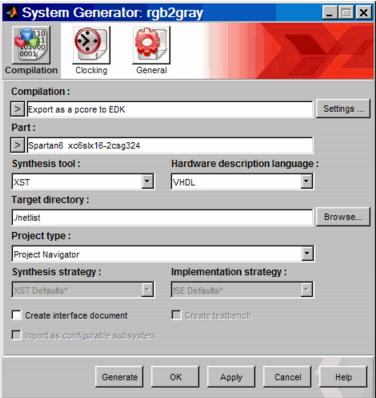 System Generator: rgb2gray
Compilation
Clocking
General
Compilation :
> Export as a pcore to EDK
Settings ...
Part :
> Spartan6 xc6slx16-2csg324
Synthesis tool :
Hardware description language :
XST
VHDL
Target directory :
./netlist
Browse...
Project type :
Project Navigator
Synthesis strategy :
Implementation strategy :
XST Defaults*
ISE Defaults*
Create interface document
Create testbench
Import as configurable subsystem
Generate
OK
Apply
Cancel
Help